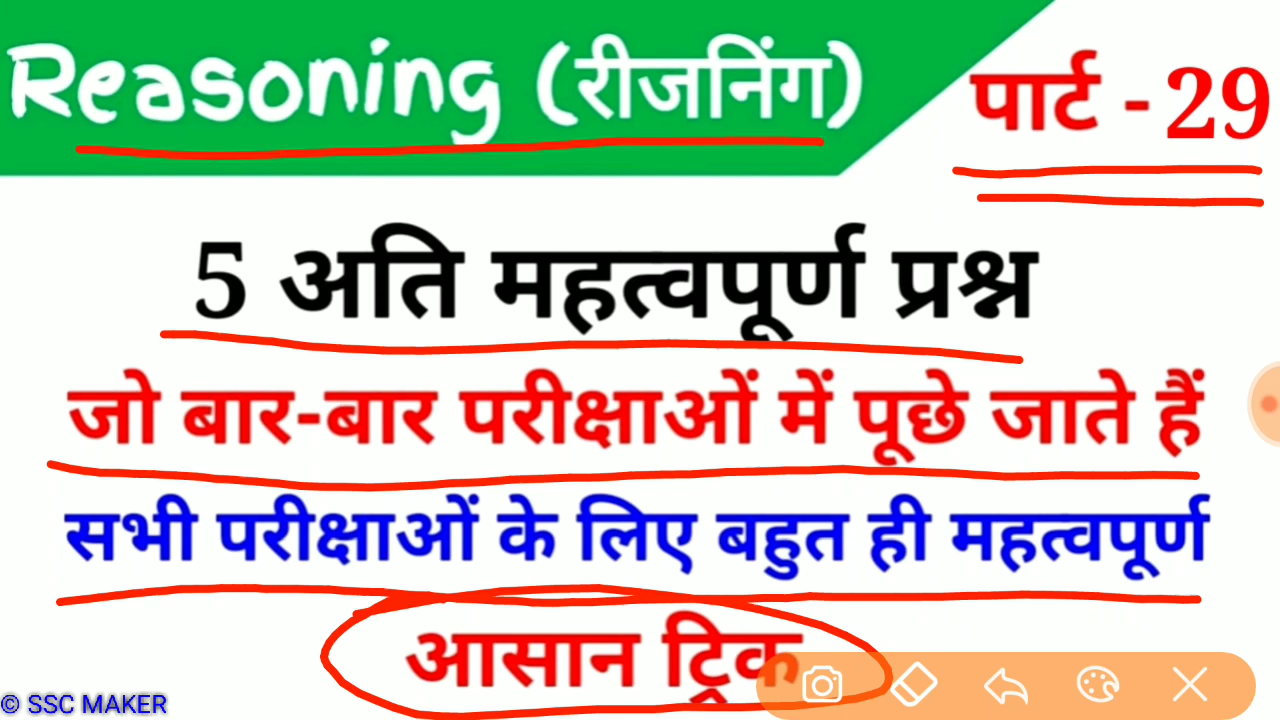 Reasoning (रीजनिंग)
पार्ट - 29
5 अति महत्वपूर्ण प्रश्न
जो बार-बार परीक्षाओं में पूछे जाते हैं
सभी परीक्षाओं के लिए बहुत ही महत्वपूर्ण
आसान ट्रिक
© SSC MAKER